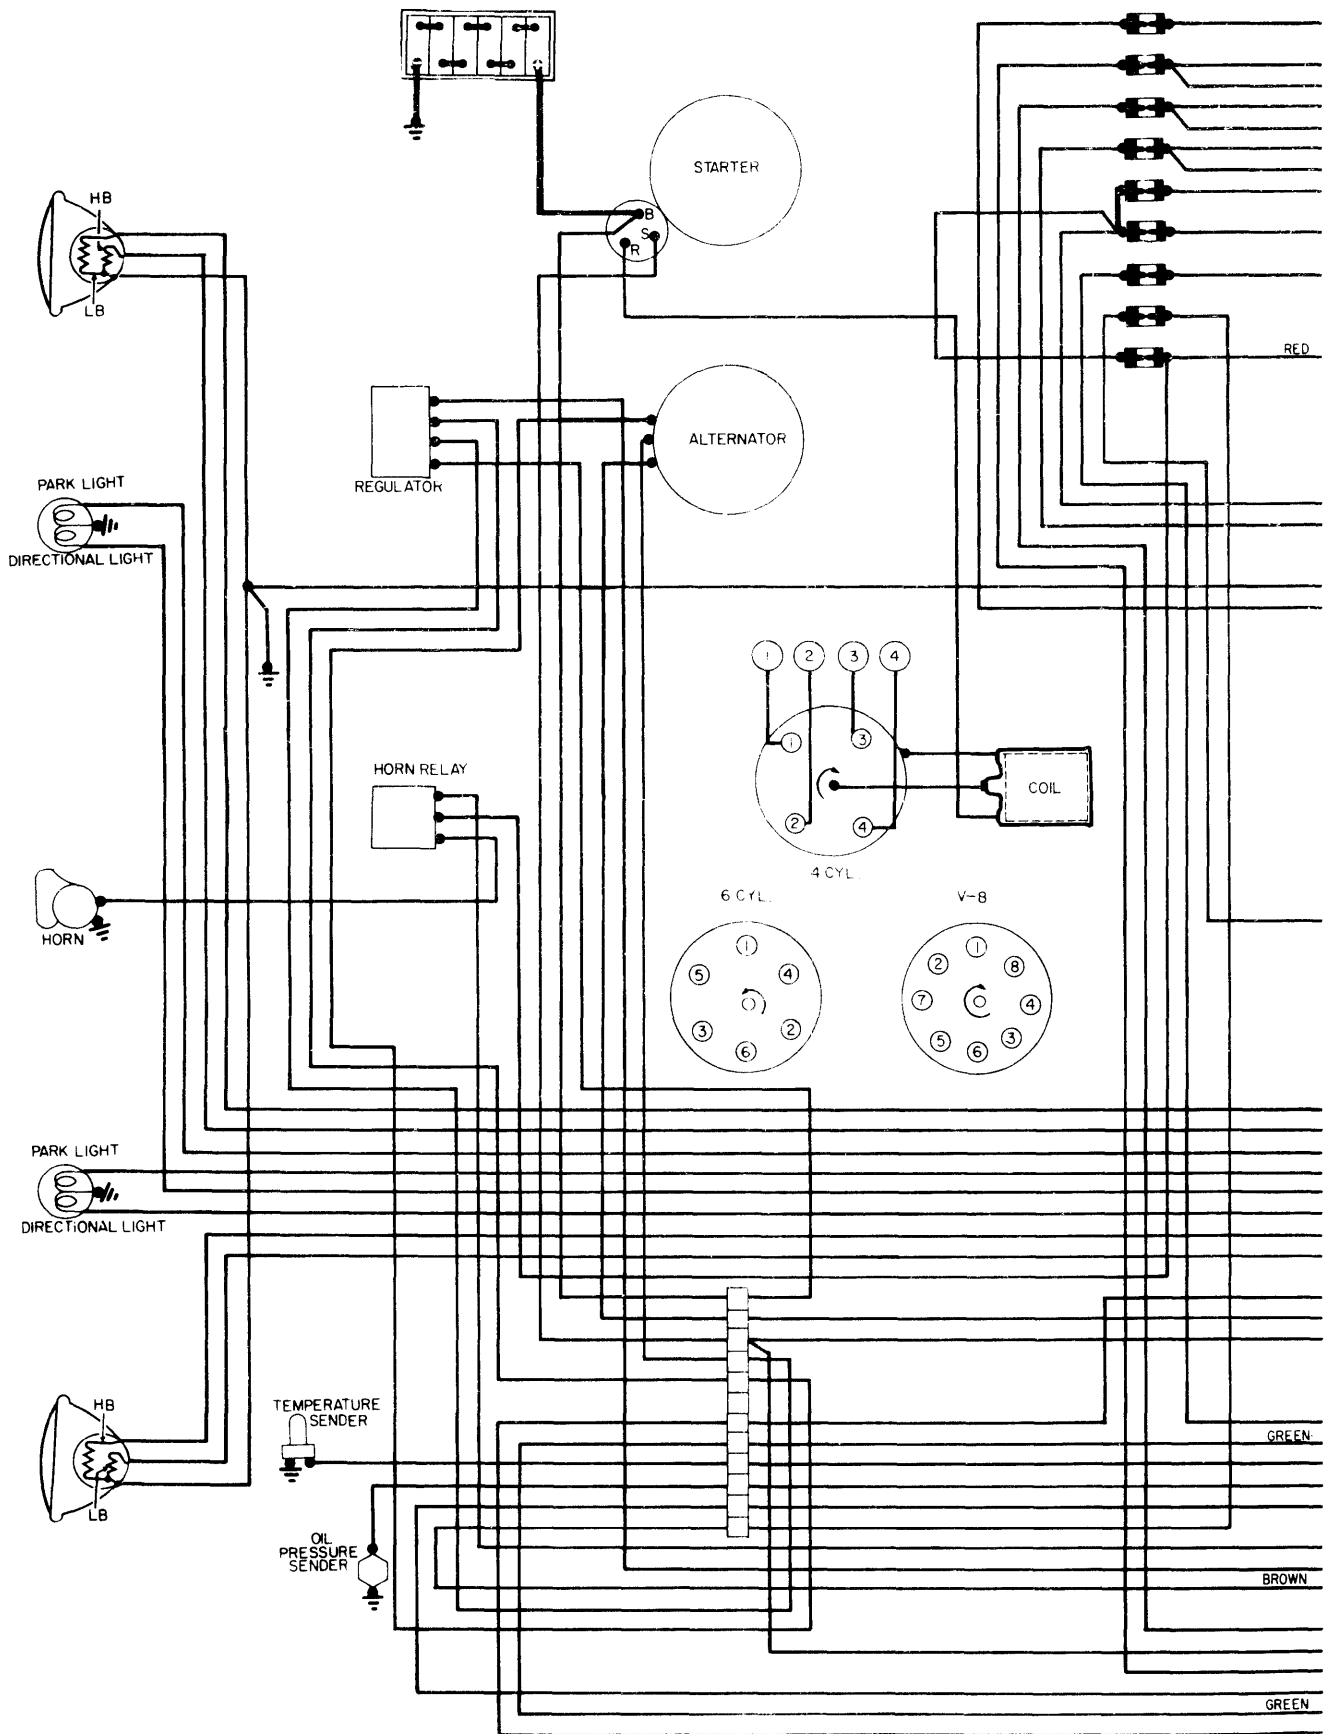 STARTER
B
S
R
HB
LB
RED
ALTERNATOR
REGULATOR
PARK LIGHT
DIRECTIONAL LIGHT
1 2 3 4
1 3
2 4
4 CYL.
COIL
HORN RELAY
HORN
6 CYL.
1
5 4
3 2
6
V-8
1
2 8
7 4
5 3
6
PARK LIGHT
DIRECTIONAL LIGHT
HB
LB
TEMPERATURE
SENDER
GREEN
OIL
PRESSURE
SENDER
BROWN
GREEN